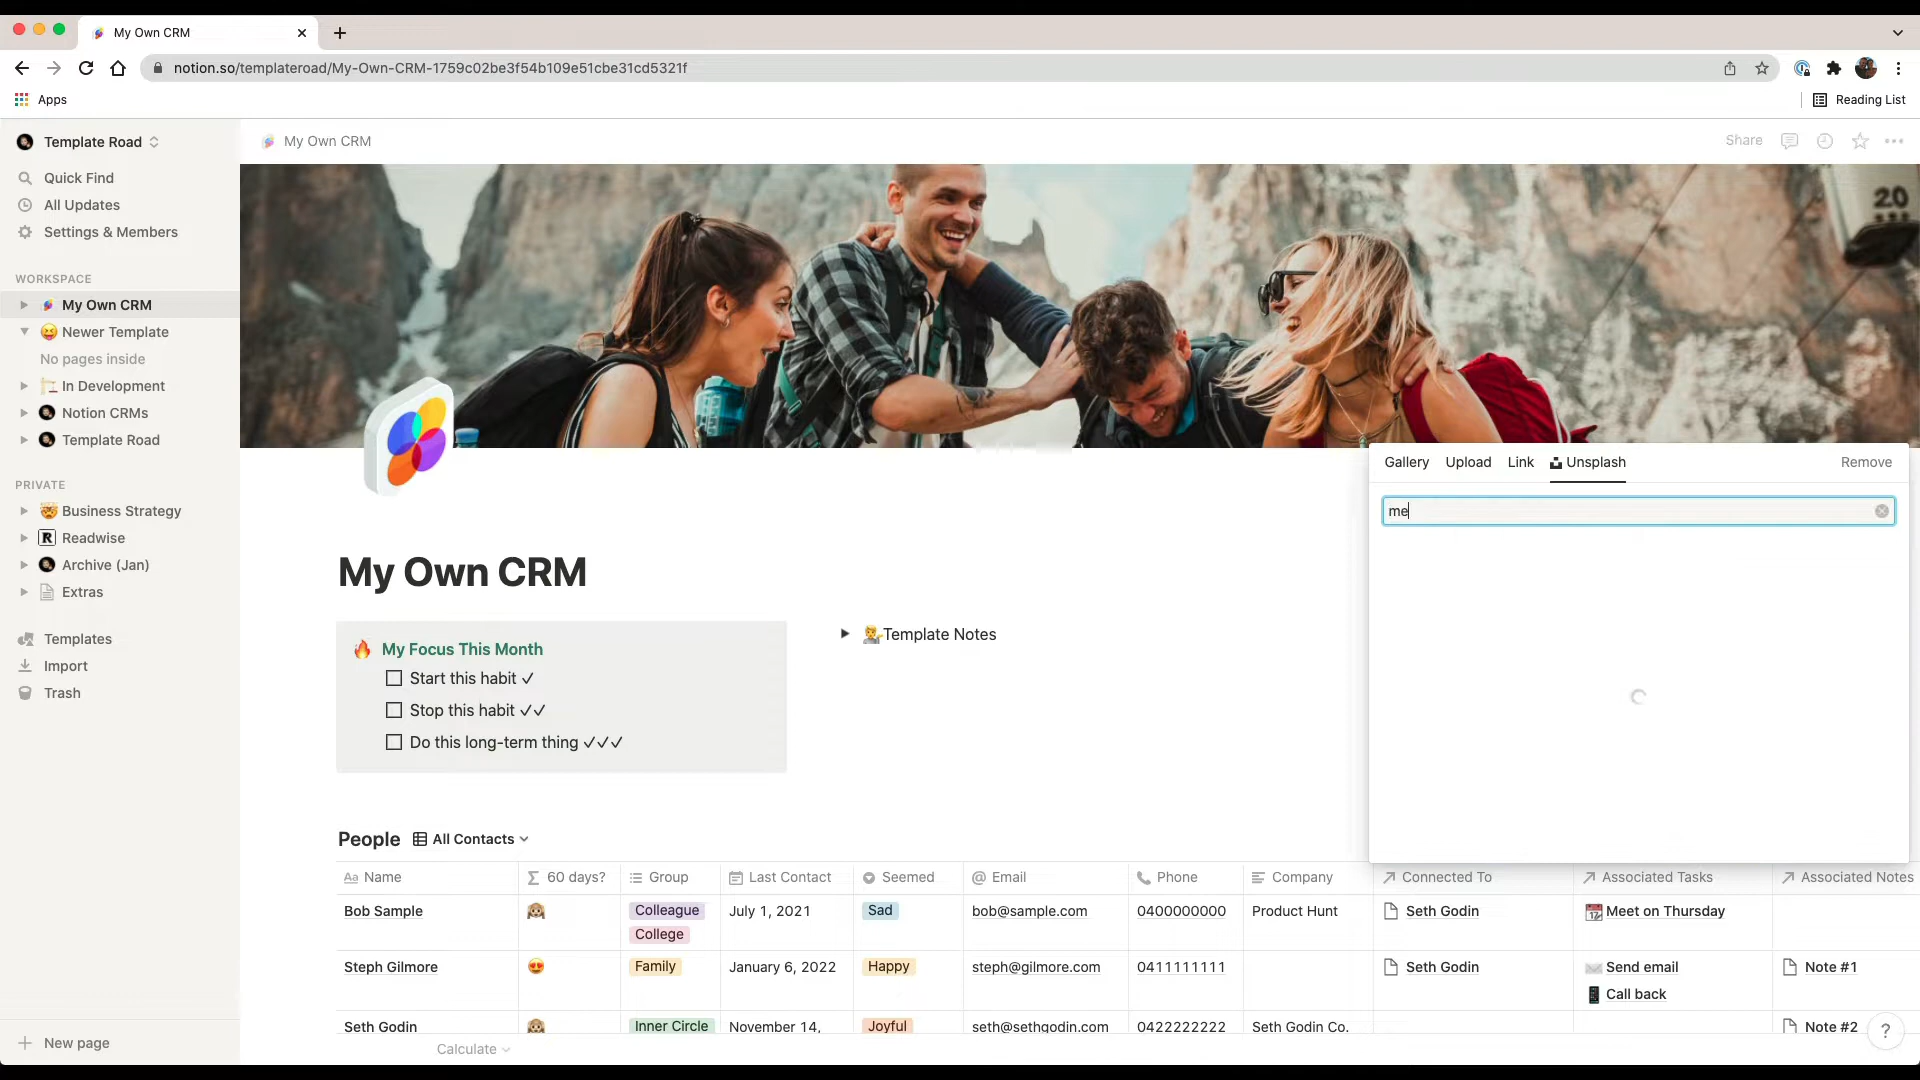 My Own CRM
notion.so/templateroad/My-Own-CRM-1759c02be3f54b109e51cbe31cd5321f
Apps
Reading List
Template Road
My Own CRM
Share
Quick Find
All Updates
Settings & Members
20
WORKSPACE
My Own CRM
Newer Template
No pages inside
In Development
Notion CRMs
Template Road
PRIVATE
Business Strategy
R Readwise
Archive (Jan)
Extras
Templates
Import
Trash
New page
Gallery Upload Link Unsplash Remove
me
My Own CRM
My Focus This Month
Start this habit ✓
Stop this habit ✓✓
Do this long-term thing ✓✓✓
Template Notes
People All Contacts
Aa Name Σ 60 days? Group Last Contact Seemed @ Email Phone Company Connected To Associated Tasks Associated Notes
Bob Sample Colleague July 1, 2021 Sad bob@sample.com 0400000000 Product Hunt Seth Godin Meet on Thursday
College
Steph Gilmore Family January 6, 2022 Happy steph@gilmore.com 0411111111 Seth Godin Send email Note #1
Call back
Seth Godin Inner Circle November 14, Joyful seth@sethgodin.com 0422222222 Seth Godin Co. Note #2
Calculate
?